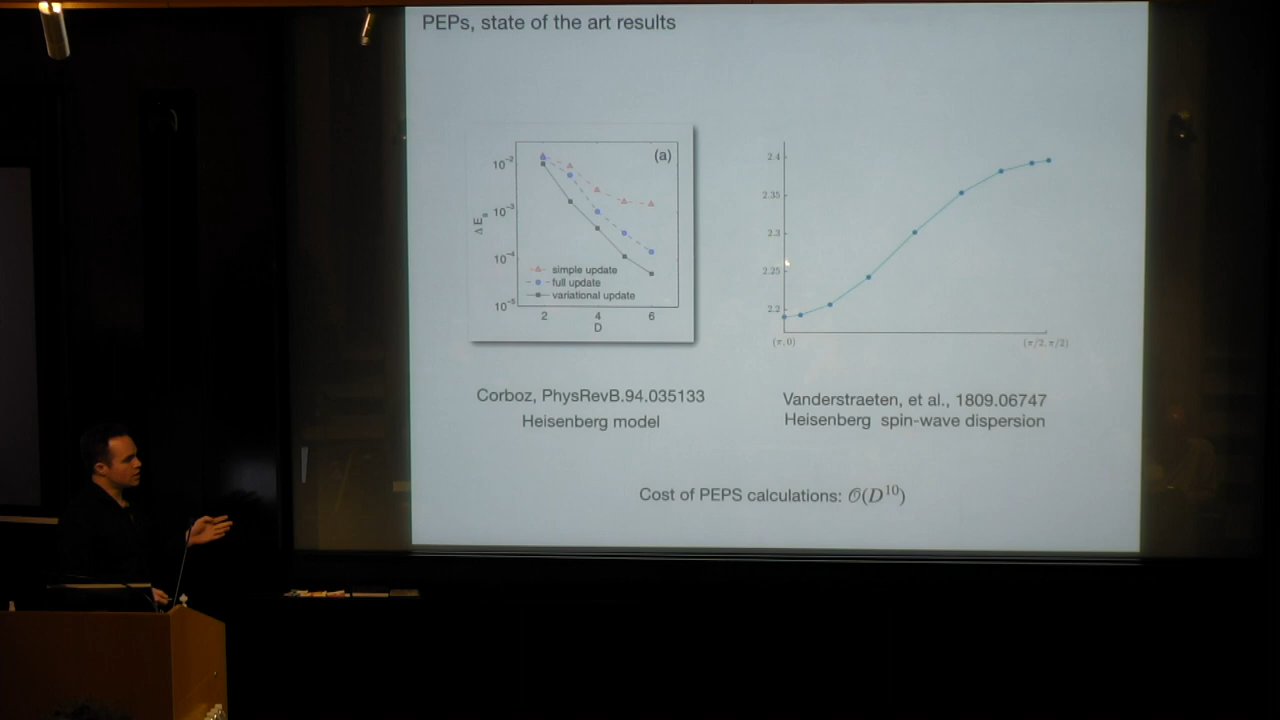 PEPs, state of the art results
(a)
10⁻²
10⁻³
10⁻⁴
10⁻⁵
Δ E
simple update
full update
variational update
2
4
6
D
2.4
2.35
2.3
2.25
2.2
(π, 0)
(π/2, π/2)
Corboz, PhysRevB.94.035133
Heisenberg model
Vanderstraeten, et al., 1809.06747
Heisenberg spin-wave dispersion
Cost of PEPS calculations: 𝒪(D¹⁰)